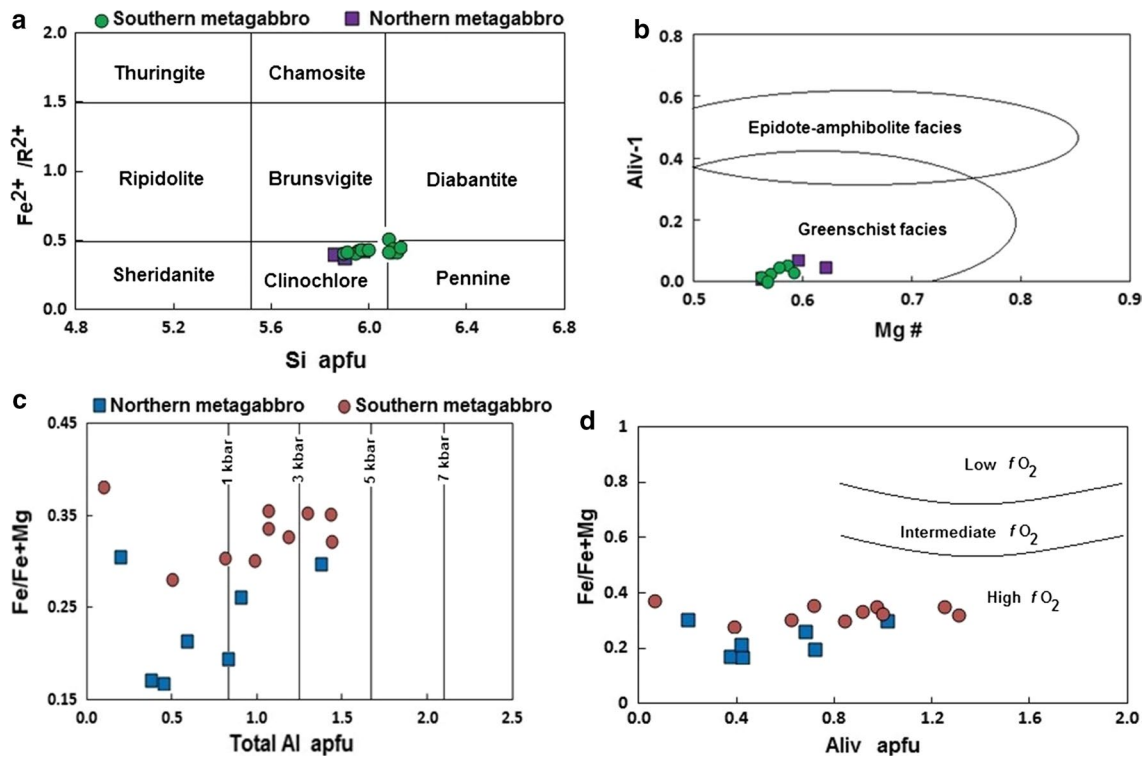 a
Southern metagabbro Northern metagabbro
2.0
1.5
1.0
0.5
0.0
Fe2+ /R2+
Thuringite Chamosite
Ripidolite Brunsvigite Diabantite
Sheridanite Clinochlore Pennine
4.8 5.2 5.6 6.0 6.4 6.8
Si apfu
b
0.8
0.6
0.4
0.2
0.0
Aliv-1
Epidote-amphibolite facies
Greenschist facies
0.5 0.6 0.7 0.8 0.9
Mg #
c
Northern metagabbro Southern metagabbro
0.45
0.35
0.25
0.15
Fe/Fe+Mg
1 kbar
3 kbar
5 kbar
7 kbar
0.0 0.5 1.0 1.5 2.0 2.5
Total Al apfu
d
1
0.8
0.6
0.4
0.2
0
Fe/Fe+Mg
Low f O2
Intermediate f O2
High f O2
0.0 0.4 0.8 1.2 1.6 2.0
Aliv apfu